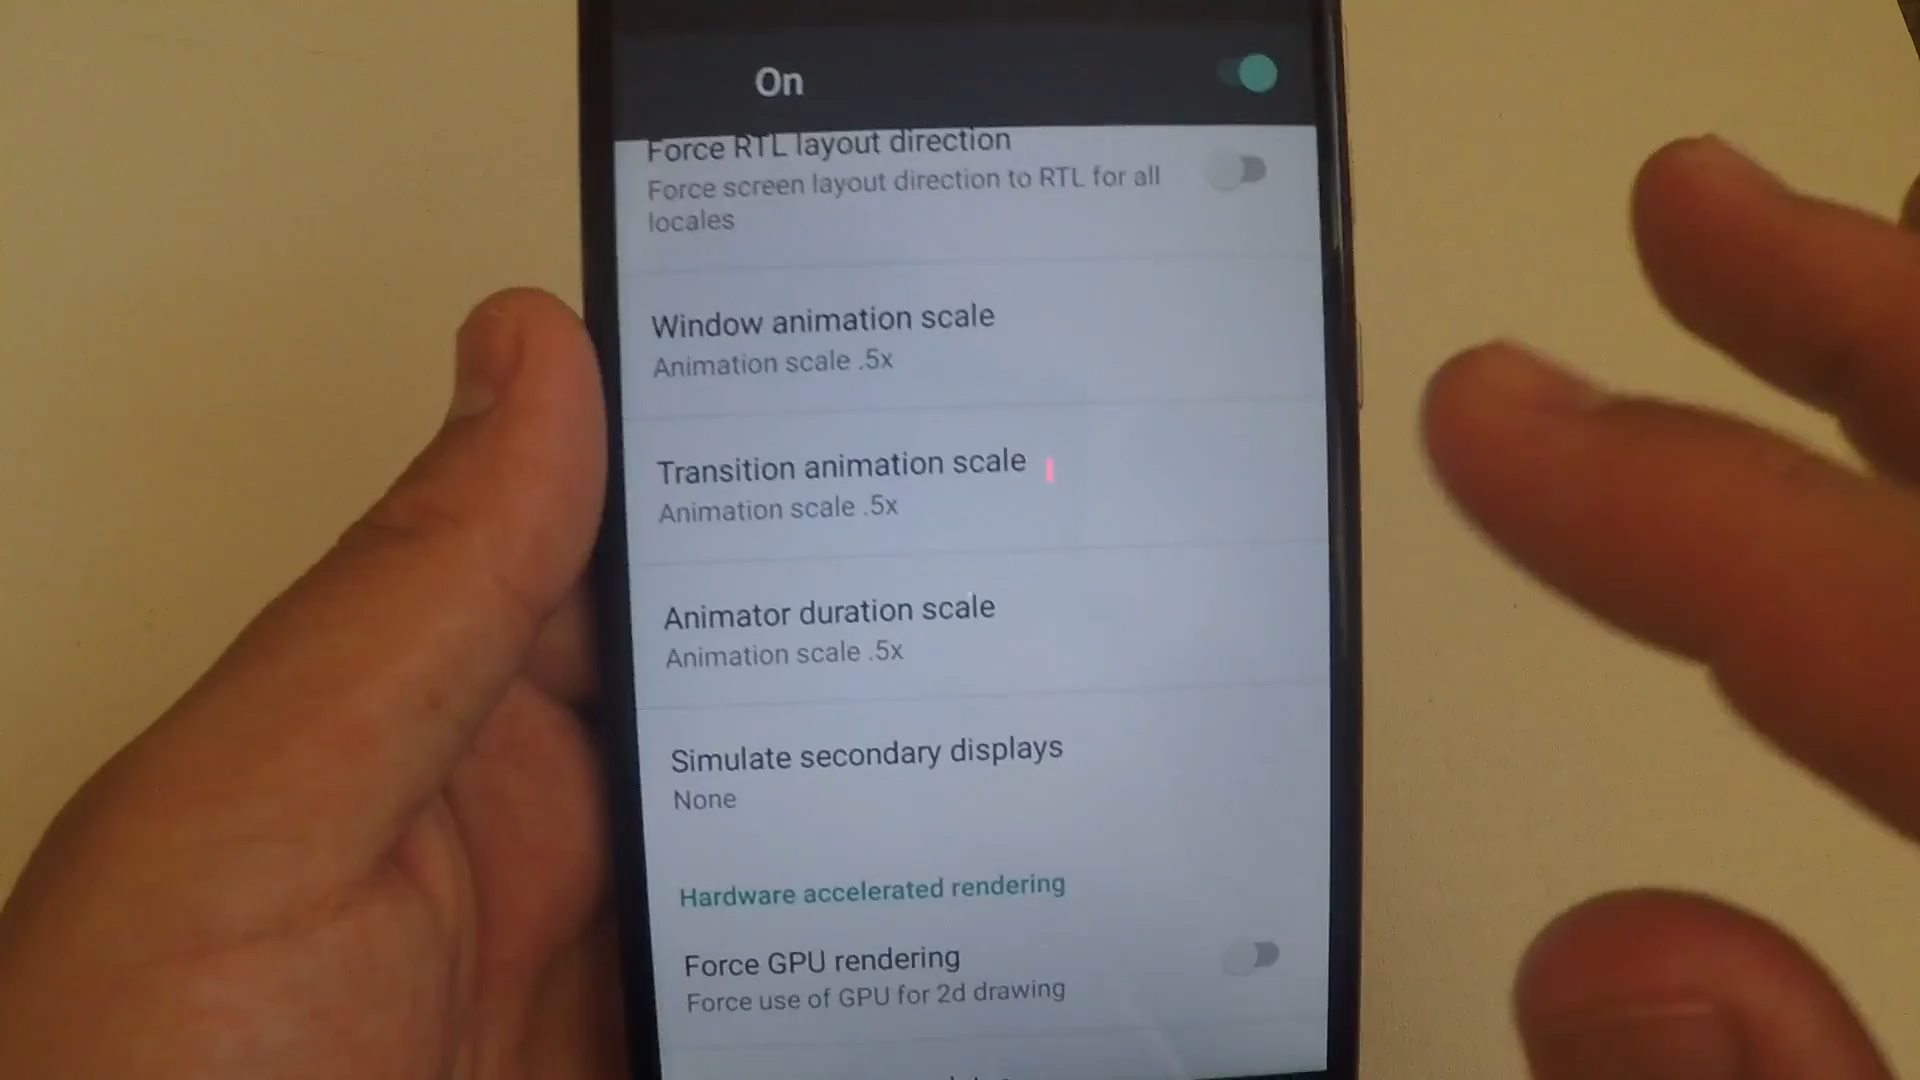 On
Force RTL layout direction
Force screen layout direction to RTL for all
locales
Window animation scale
Animation scale .5x
Transition animation scale
Animation scale .5x
Animator duration scale
Animation scale .5x
Simulate secondary displays
None
Hardware accelerated rendering
Force GPU rendering
Force use of GPU for 2d drawing